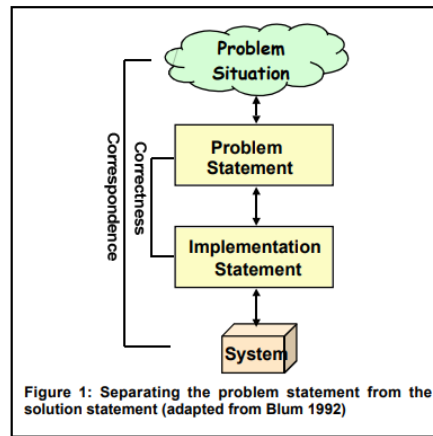 Problem
Situation
Correspondence
Correctness
Problem
Statement
Implementation
Statement
System
Figure 1: Separating the problem statement from the
solution statement (adapted from Blum 1992)